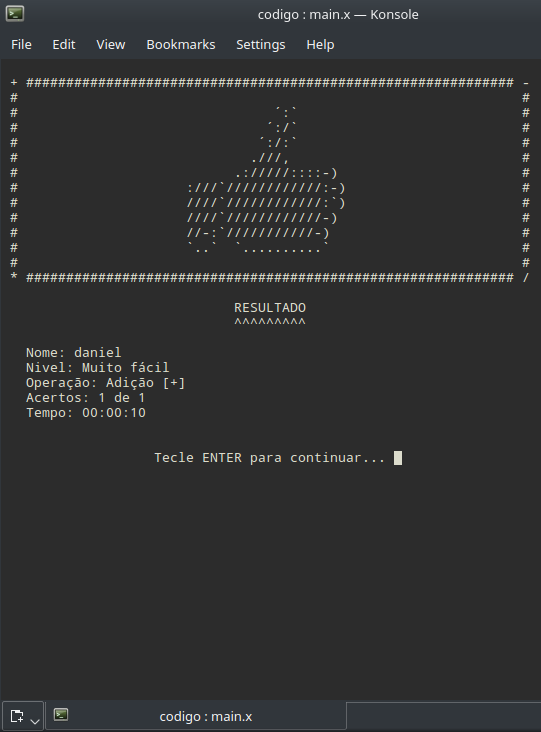 codigo : main.x — Konsole
File Edit View Bookmarks Settings Help
+ ############################################################# -
# #
# ´:` #
# ´:/` #
# ´:/:` #
# .///, #
# .://///::::-) #
# :///`////////////:-) #
# ////`////////////:`) #
# ////`////////////-) #
# //-:`///////////-) #
# `..` `..........` #
# #
* ############################################################# /
RESULTADO
^^^^^^^^^
Nome: daniel
Nivel: Muito fácil
Operação: Adição [+]
Acertos: 1 de 1
Tempo: 00:00:10
Tecle ENTER para continuar...
codigo : main.x